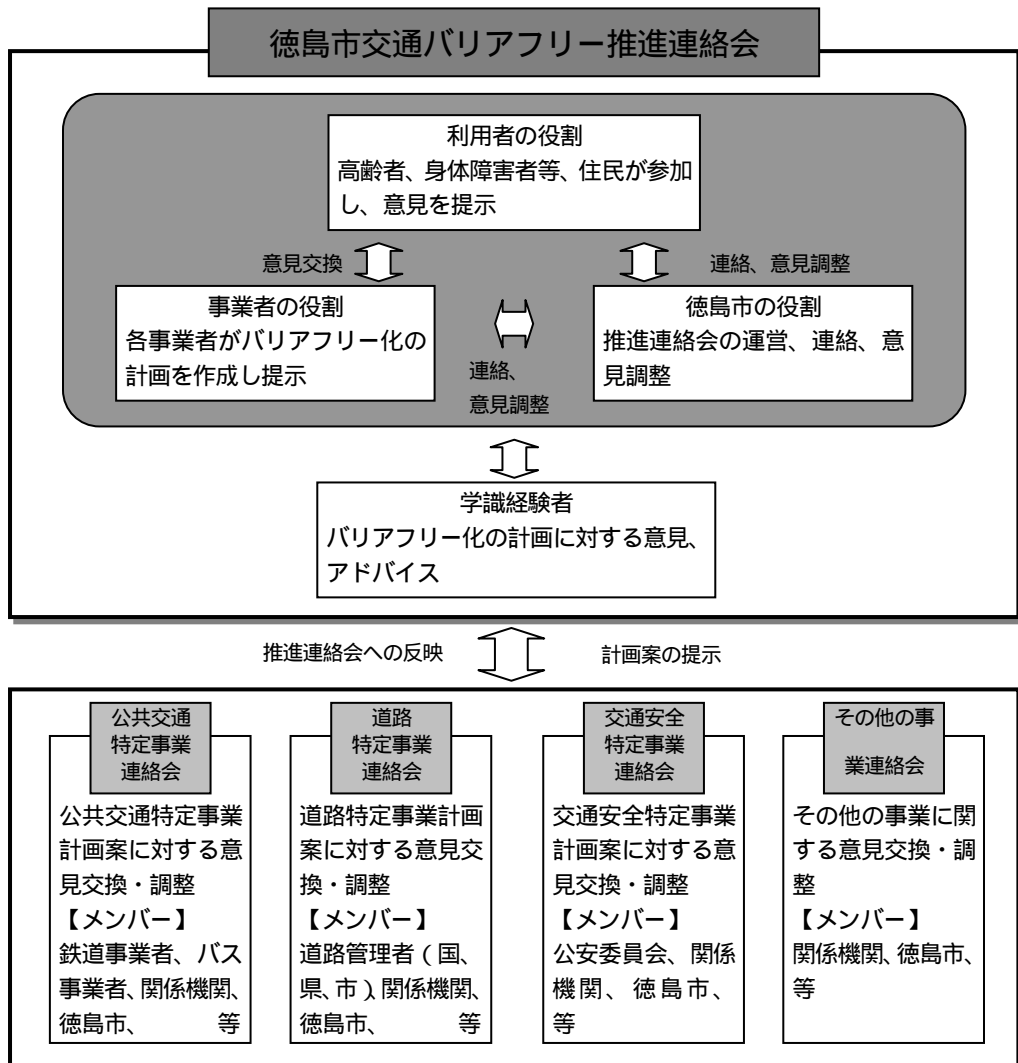 徳島市交通バリアフリー推進連絡会
利用者の役割
高齢者、身体障害者等、住民が参加
し、意見を提示
意見交換
連絡、意見調整
事業者の役割
各事業者がバリアフリー化の
計画を作成し提示
連絡、
意見調整
徳島市の役割
推進連絡会の運営、連絡、意
見調整
学識経験者
バリアフリー化の計画に対する意見、
アドバイス
推進連絡会への反映
計画案の提示
公共交通
特定事業
連絡会
公共交通特定事業
計画案に対する意
見交換・調整
【メンバー】
鉄道事業者、バス
事業者、関係機関、
徳島市、 等
道路
特定事業
連絡会
道路特定事業計画
案に対する意見交
換・調整
【メンバー】
道路管理者(国、
県、市)、関係機関、
徳島市、 等
交通安全
特定事業
連絡会
交通安全特定事業
計画案に対する意
見交換・調整
【メンバー】
公安委員会、関係
機関、徳島市、
等
その他の事
業連絡会
その他の事業に関
する意見交換・調
整
【メンバー】
関係機関、徳島市、
等